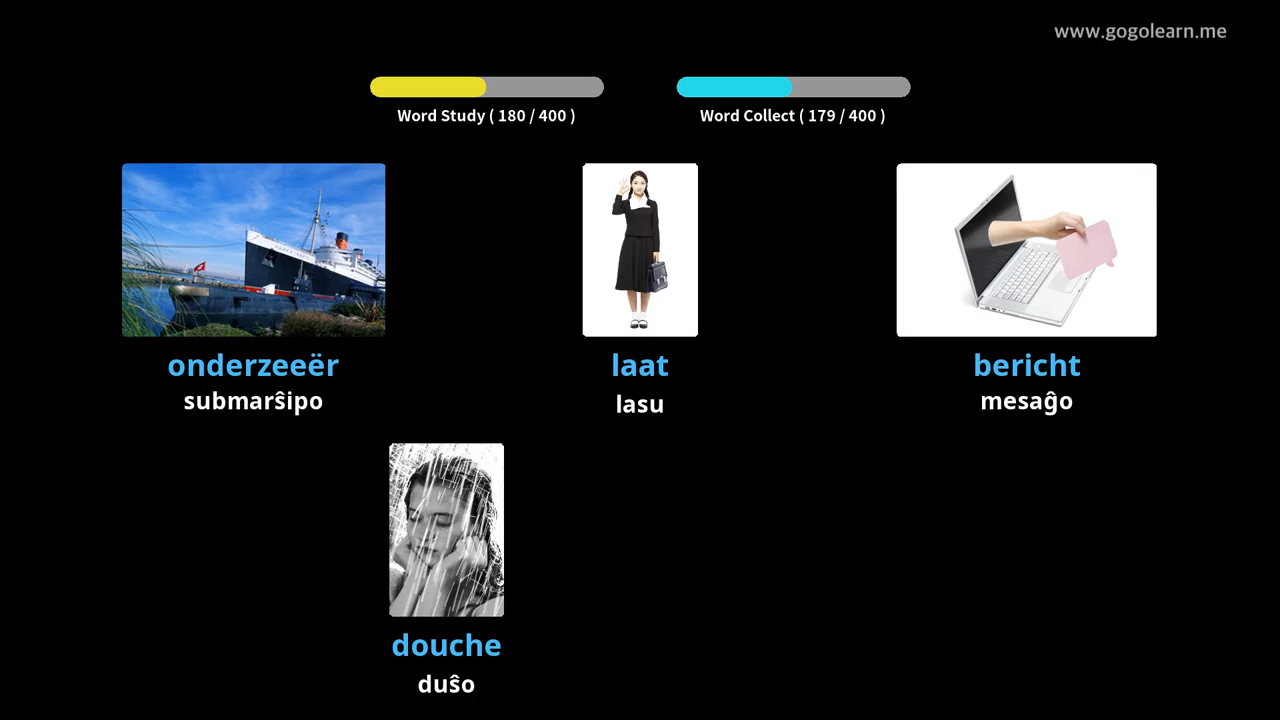 www.gogolearn.me
Word Study ( 180 / 400 )
Word Collect ( 179 / 400 )
onderzeeër
submarŝipo
laat
lasu
bericht
mesaĝo
douche
duŝo